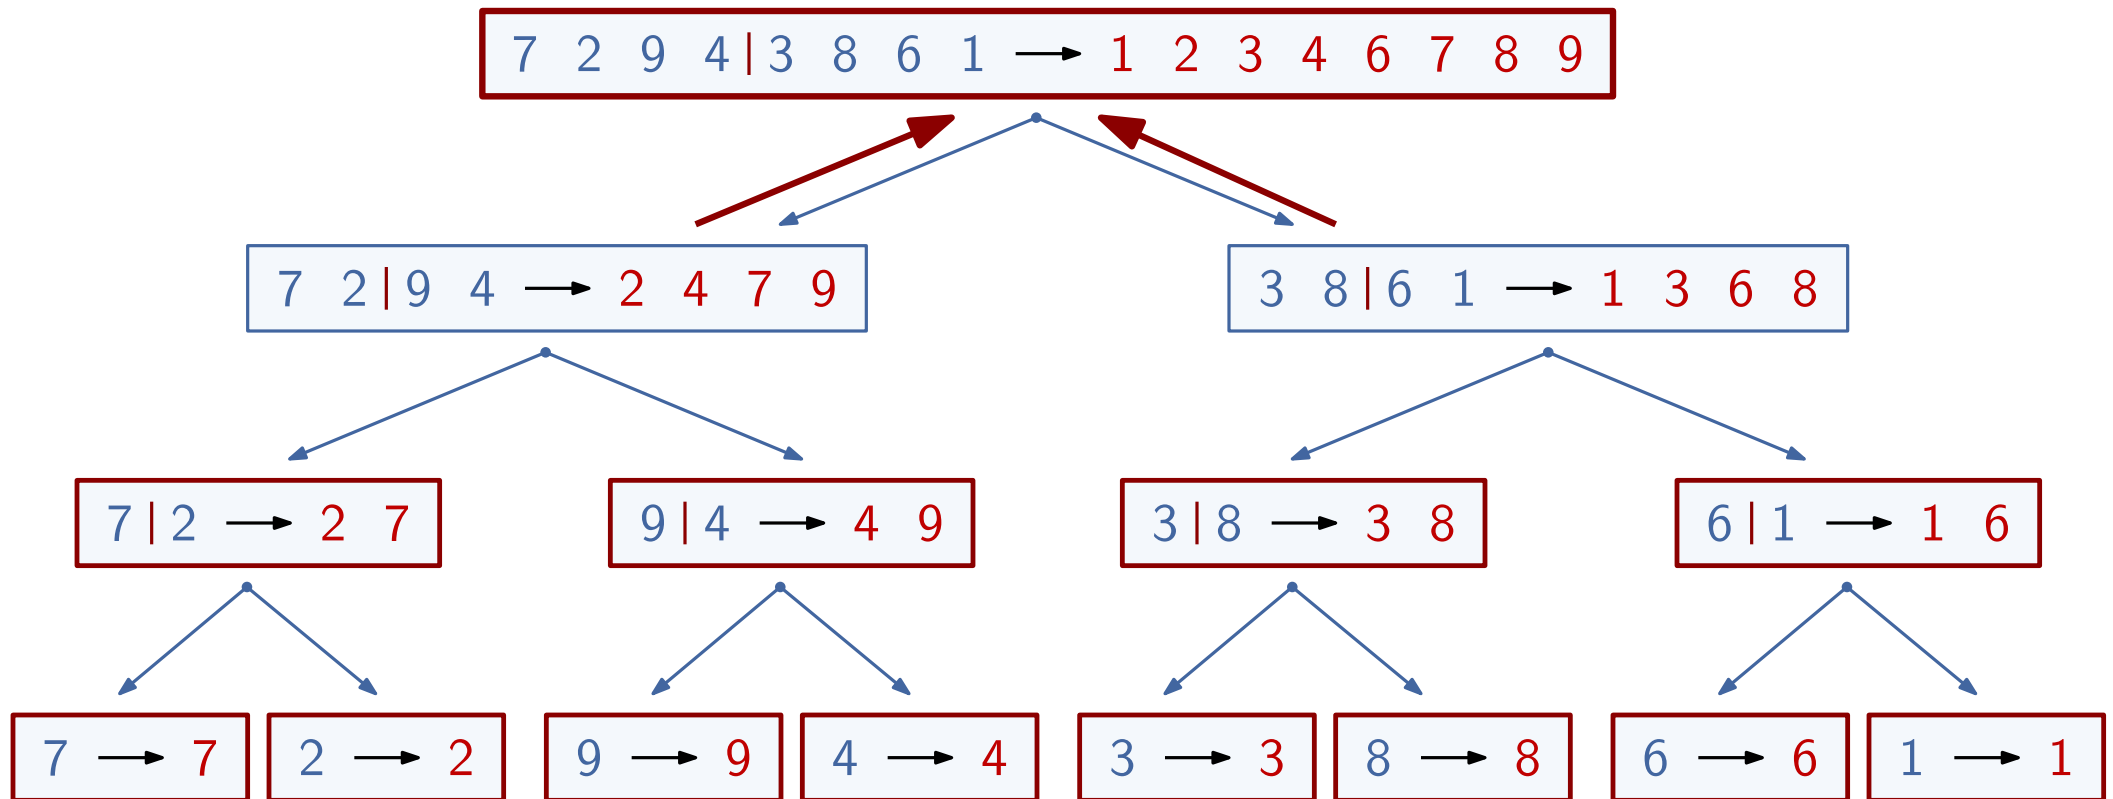 7 2 9 4|3 8 6 1 → 1 2 3 4 6 7 8 9
7 2|9 4 → 2 4 7 9
3 8|6 1 → 1 3 6 8
7|2 → 2 7
9|4 → 4 9
3|8 → 3 8
6|1 → 1 6
7 → 7
2 → 2
9 → 9
4 → 4
3 → 3
8 → 8
6 → 6
1 → 1